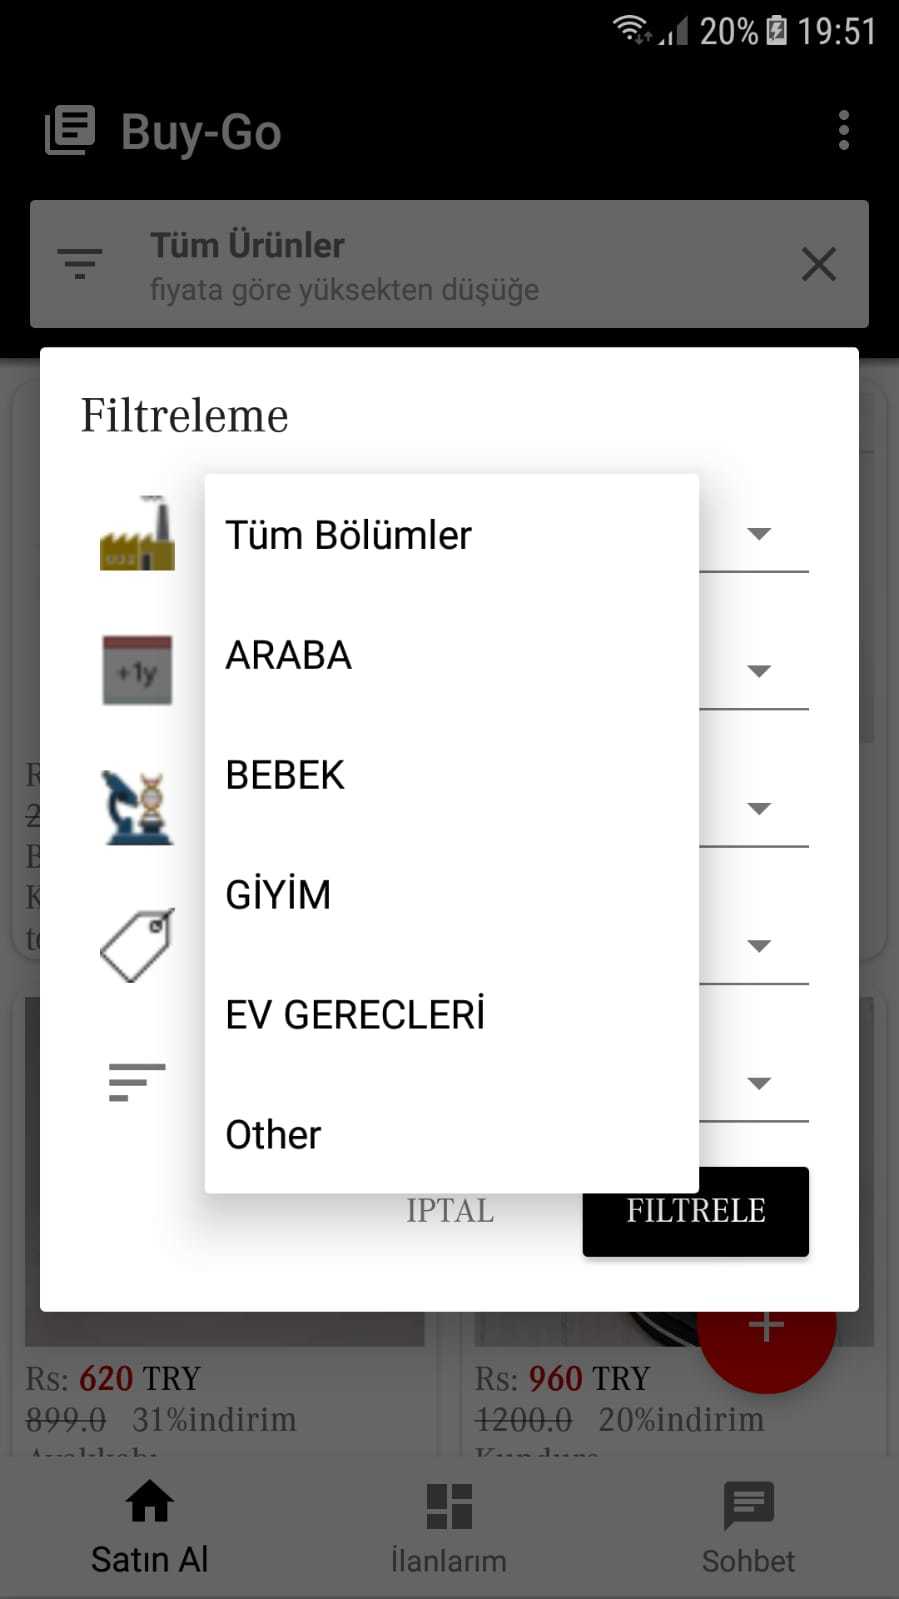 20% 19:51
Buy-Go
Tüm Ürünler
fiyata göre yüksekten düşüğe
Filtreleme
Tüm Bölümler
ARABA
+1y
BEBEK
GİYİM
EV GERECLERİ
Other
IPTAL
FILTRELE
Rs: 620 TRY
899.0 31%indirim
Rs: 960 TRY
1200.0 20%indirim
Satın Al
İlanlarım
Sohbet